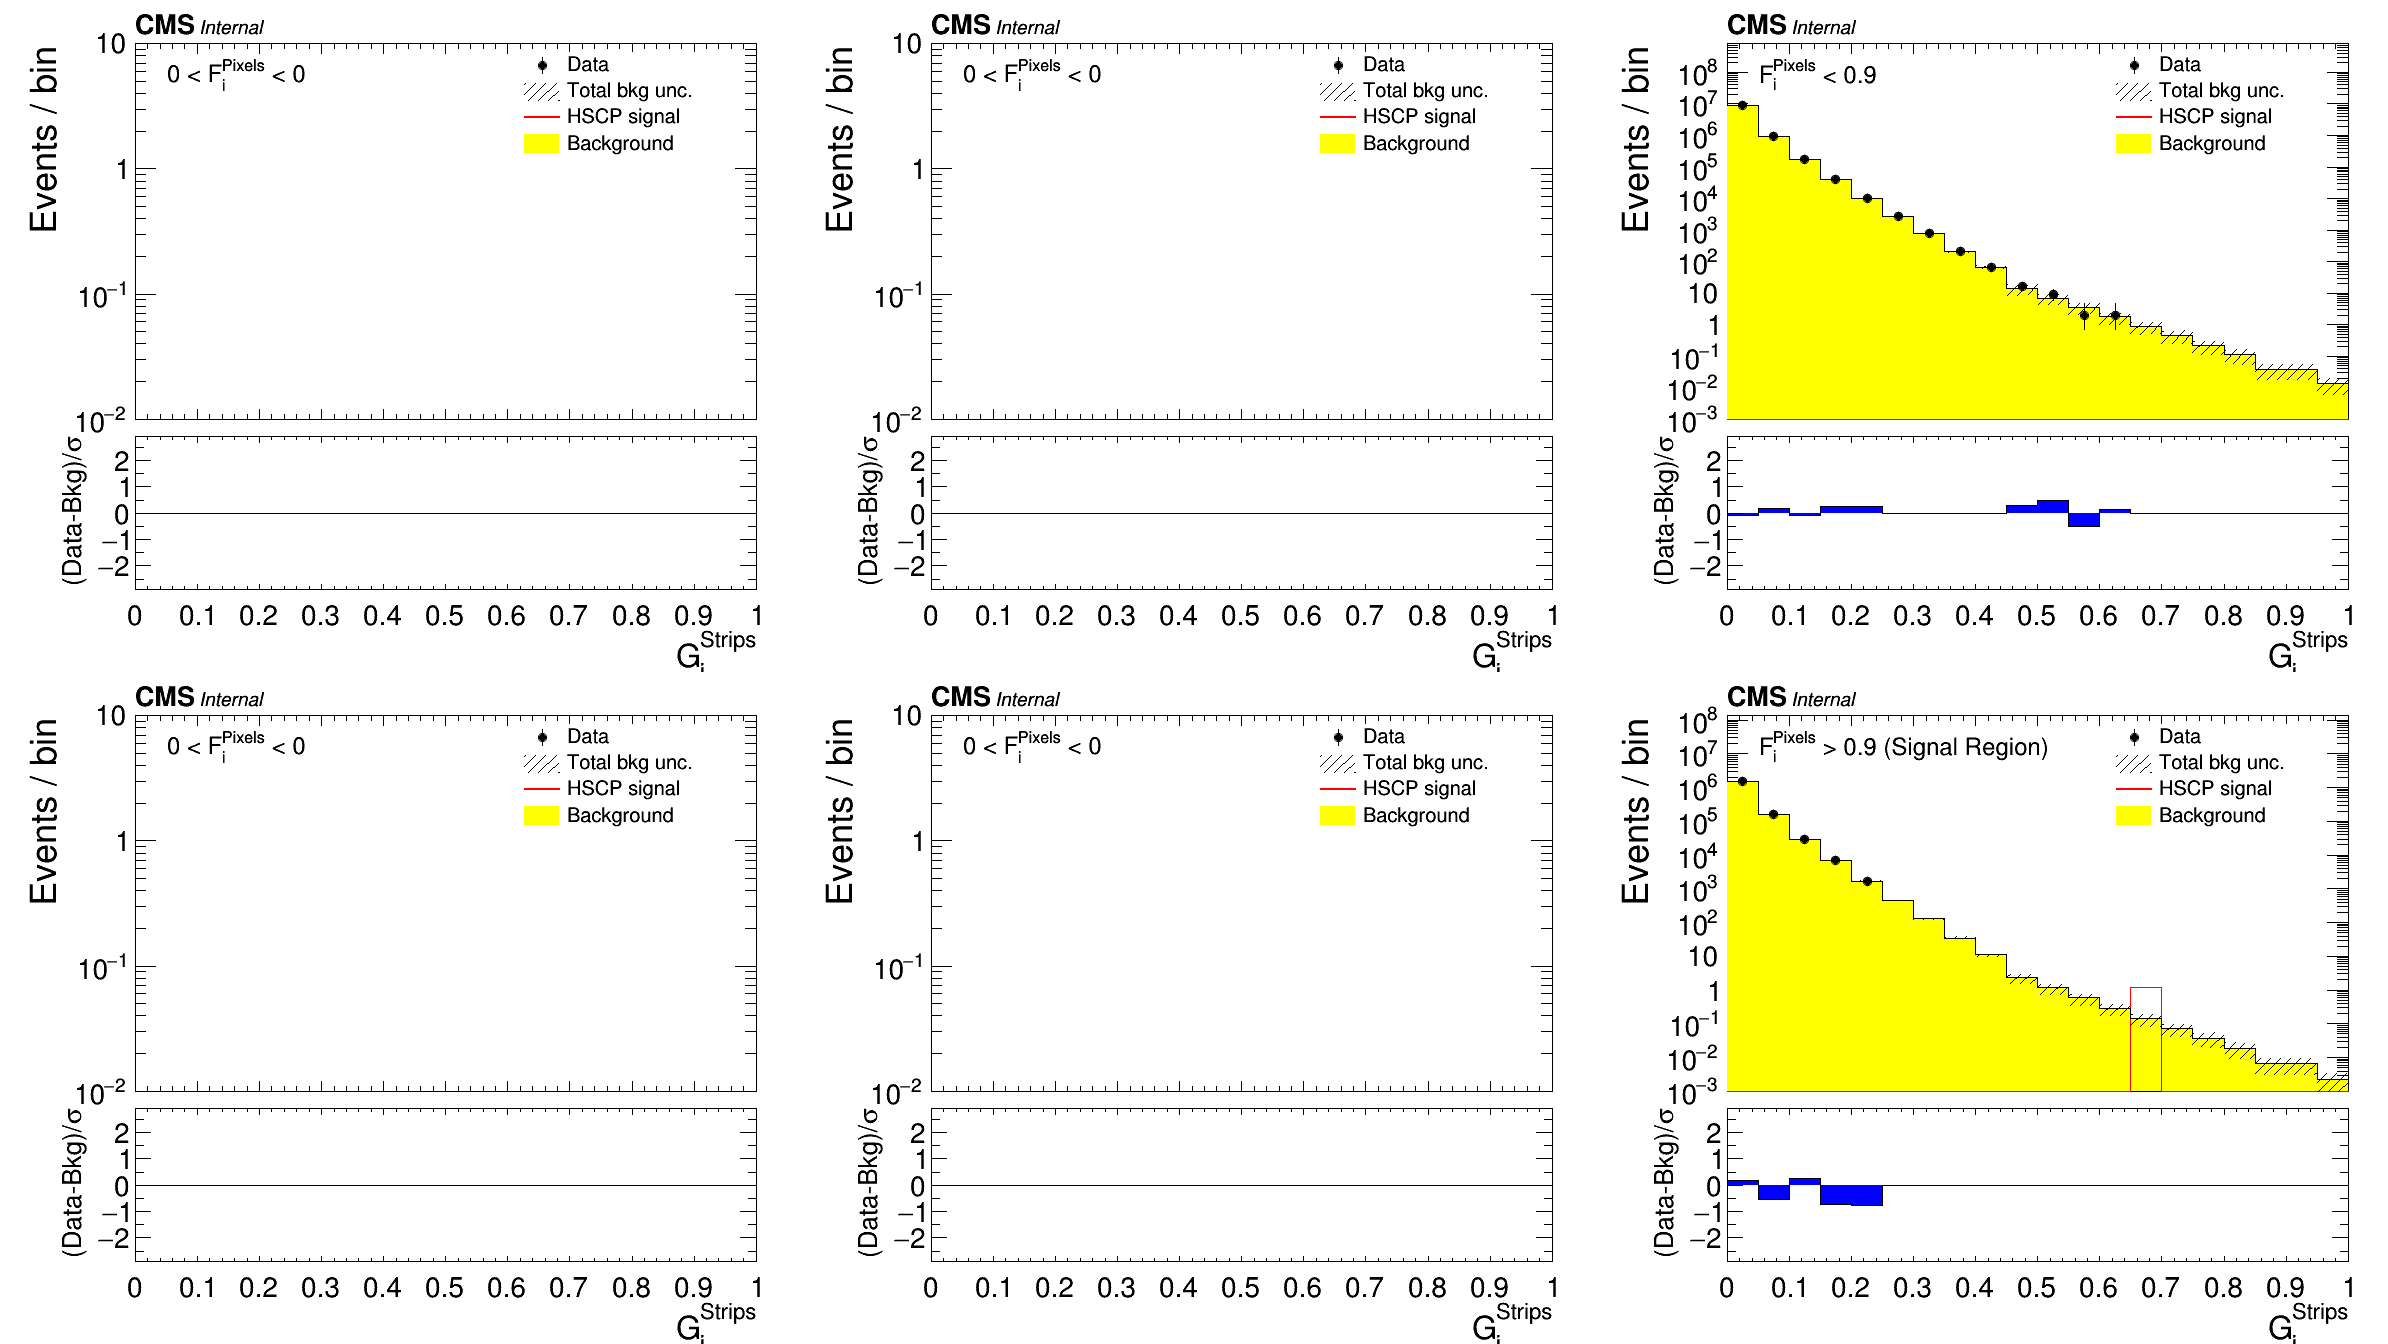 CMS Internal
Events / bin
0 < F_i^Pixels < 0
Data
Total bkg unc.
HSCP signal
Background
10
1
10^−1
10^−2
(Data-Bkg)/σ
2
1
0
−1
−2
0 0.1 0.2 0.3 0.4 0.5 0.6 0.7 0.8 0.9 1
G_i^Strips
CMS Internal
Events / bin
0 < F_i^Pixels < 0
Data
Total bkg unc.
HSCP signal
Background
10
1
10^−1
10^−2
(Data-Bkg)/σ
2
1
0
−1
−2
0 0.1 0.2 0.3 0.4 0.5 0.6 0.7 0.8 0.9 1
G_i^Strips
CMS Internal
Events / bin
F_i^Pixels < 0.9
Data
Total bkg unc.
HSCP signal
Background
10^8
10^7
10^6
10^5
10^4
10^3
10^2
10
1
10^−1
10^−2
10^−3
(Data-Bkg)/σ
2
1
0
−1
−2
0 0.1 0.2 0.3 0.4 0.5 0.6 0.7 0.8 0.9 1
G_i^Strips
CMS Internal
Events / bin
0 < F_i^Pixels < 0
Data
Total bkg unc.
HSCP signal
Background
10
1
10^−1
10^−2
(Data-Bkg)/σ
2
1
0
−1
−2
0 0.1 0.2 0.3 0.4 0.5 0.6 0.7 0.8 0.9 1
G_i^Strips
CMS Internal
Events / bin
0 < F_i^Pixels < 0
Data
Total bkg unc.
HSCP signal
Background
10
1
10^−1
10^−2
(Data-Bkg)/σ
2
1
0
−1
−2
0 0.1 0.2 0.3 0.4 0.5 0.6 0.7 0.8 0.9 1
G_i^Strips
CMS Internal
Events / bin
F_i^Pixels > 0.9 (Signal Region)
Data
Total bkg unc.
HSCP signal
Background
10^8
10^7
10^6
10^5
10^4
10^3
10^2
10
1
10^−1
10^−2
10^−3
(Data-Bkg)/σ
2
1
0
−1
−2
0 0.1 0.2 0.3 0.4 0.5 0.6 0.7 0.8 0.9 1
G_i^Strips